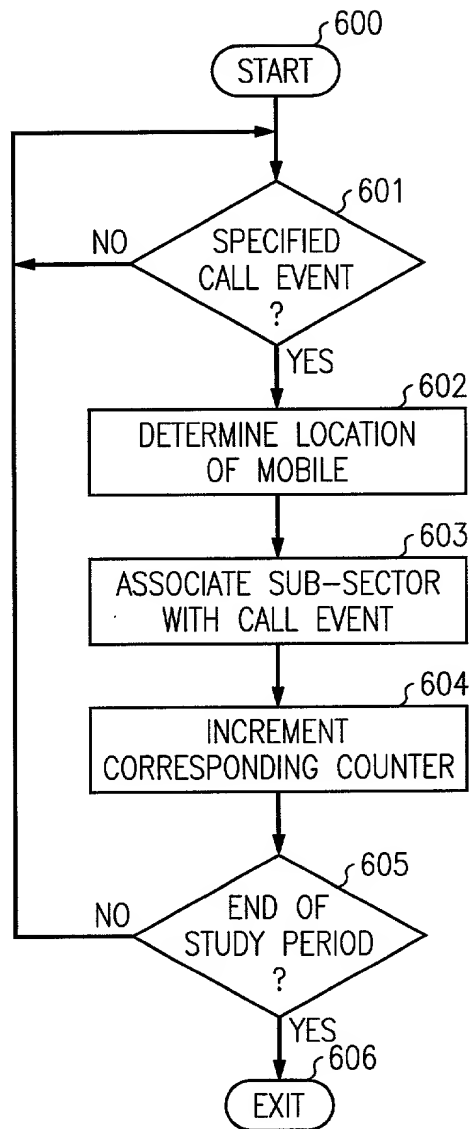 600
START
601
NO
SPECIFIED
CALL EVENT
?
YES
602
DETERMINE LOCATION
OF MOBILE
603
ASSOCIATE SUB-SECTOR
WITH CALL EVENT
604
INCREMENT
CORRESPONDING COUNTER
605
NO
END OF
STUDY PERIOD
?
YES
606
EXIT